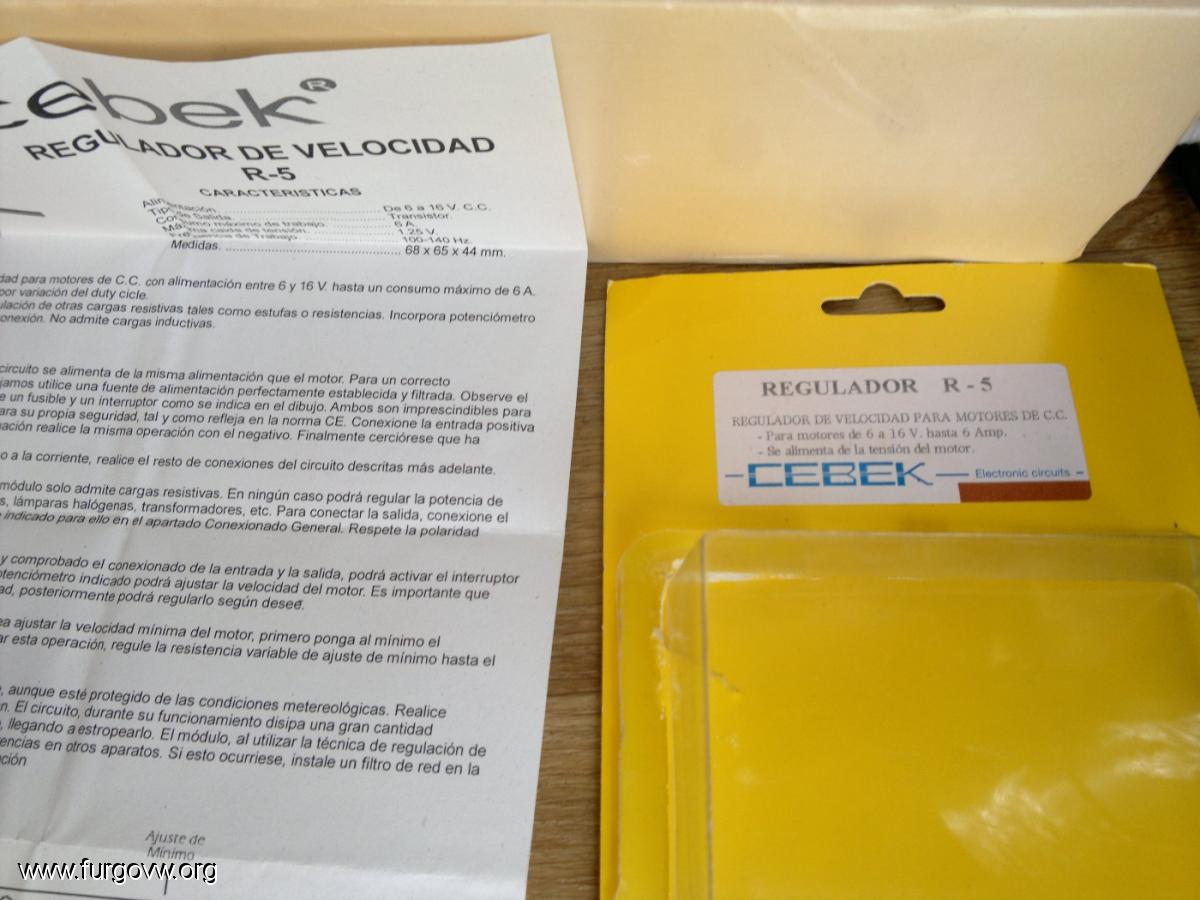 cebek®
REGULADOR DE VELOCIDAD
R-5
CARACTERISTICAS
De 6 a 16 V. C.C.
Tipo de Salida Transistor.
máximo de trabajo 6 A.
caida de tensión 1.25 V.
de Trabajo 100-140 Hz.
Medidas. 68 x 65 x 44 mm.
dad para motores de C.C. con alimentación entre 6 y 16 V. hasta un consumo máximo de 6 A.
por variación del duty cicle.
ulación de otras cargas resistivas tales como estufas o resistencias. Incorpora potenciómetro
onexión. No admite cargas inductivas.
circuito se alimenta de la misma alimentación que el motor. Para un correcto
jamos utilice una fuente de alimentación perfectamente establecida y filtrada. Observe el
e un fusible y un interruptor como se indica en el dibujo. Ambos son imprescindibles para
ara su propia seguridad, tal y como refleja en la norma CE. Conexione la entrada positiva
ación realice la misma operación con el negativo. Finalmente cerciórese que ha
o a la corriente, realice el resto de conexiones del circuito descritas más adelante.
módulo solo admite cargas resistivas. En ningún caso podrá regular la potencia de
s, lámparas halógenas, transformadores, etc. Para conectar la salida, conexione el
indicado para ello en el apartado Conexionado General. Respete la polaridad
y comprobado el conexionado de la entrada y la salida, podrá activar el interruptor
otenciómetro indicado podrá ajustar la velocidad del motor. Es importante que
ad, posteriormente podrá regularlo según desee.
ea ajustar la velocidad mínima del motor, primero ponga al mínimo el
ar esta operación, regule la resistencia variable de ajuste de mínimo hasta el
, aunque esté protegido de las condiciones metereológicas. Realice
n. El circuito, durante su funcionamiento disipa una gran cantidad
, llegando a estropearlo. El módulo, al utilizar la técnica de regulación de
encias en otros aparatos. Si esto ocurriese, instale un filtro de red en la
ción
Ajuste de
Mínimo
REGULADOR R - 5
REGULADOR DE VELOCIDAD PARA MOTORES DE C.C.
- Para motores de 6 a 16 V. hasta 6 Amp.
- Se alimenta de la tensión del motor.
CEBEK Electronic circuits
www.furgovw.org